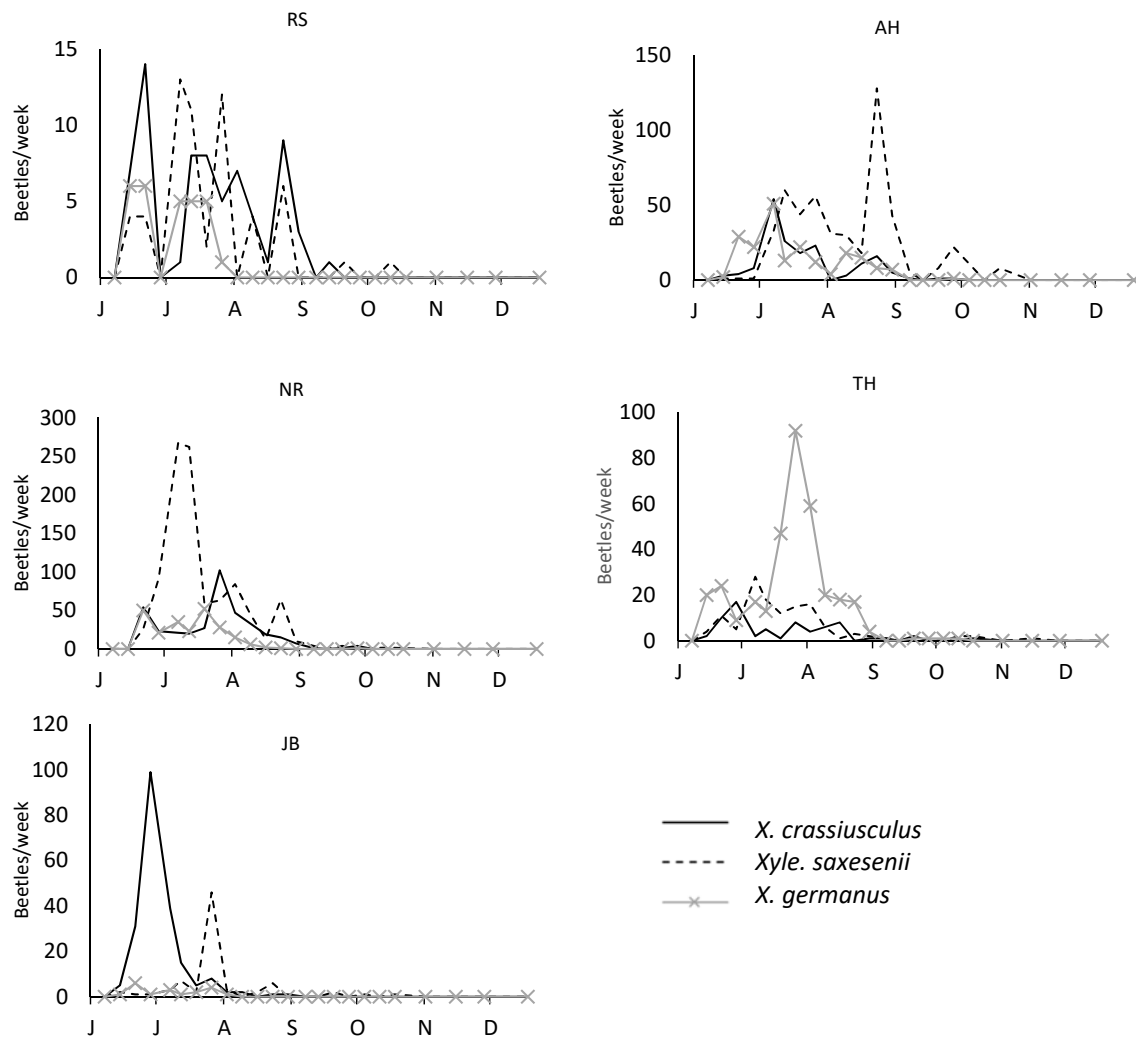 RS
15
10
5
0
Beetles/week
J J A S O N D
AH
150
100
50
0
Beetles/week
J J A S O N D
NR
300
250
200
150
100
50
0
Beetles/week
J J A S O N D
TH
100
80
60
40
20
0
Beetles/week
J J A S O N D
JB
120
100
80
60
40
20
0
Beetles/week
J J A S O N D
X. crassiusculus
Xyle. saxesenii
X. germanus